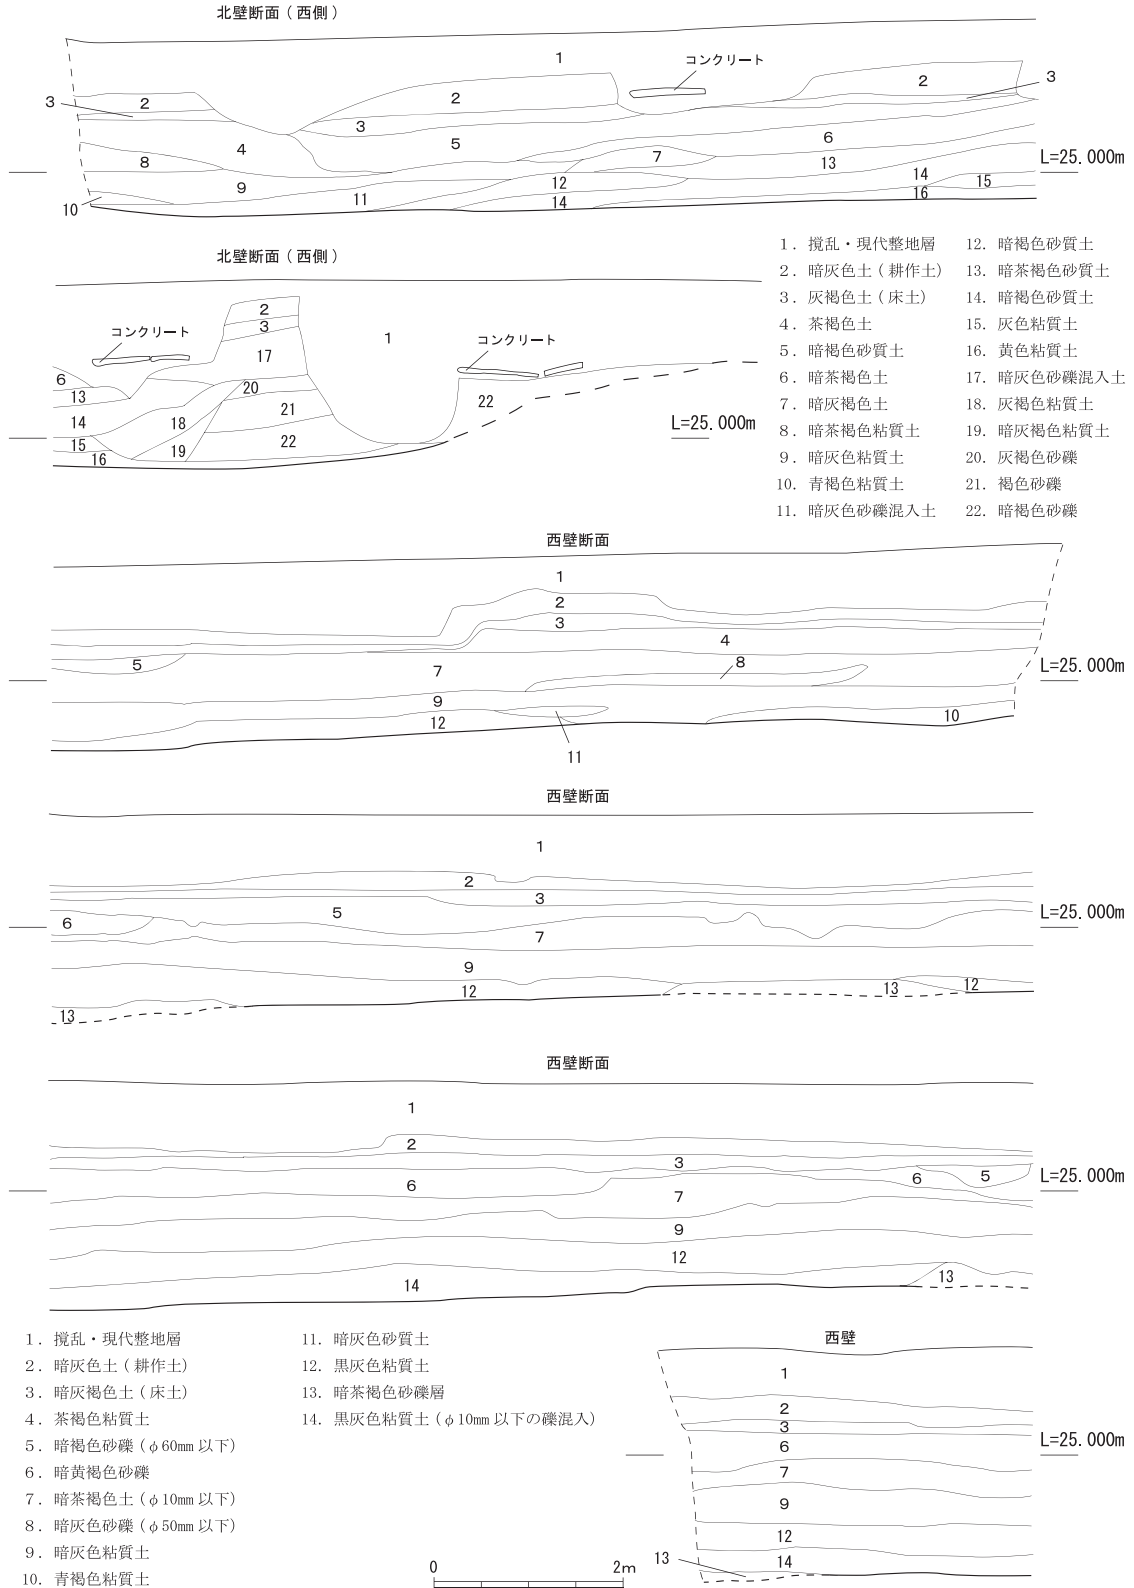 北壁断面(西側)
1
コンクリート
3
2
2
2
3
3
4
5
6
8
7
13
L=25.000m
9
12
14
15
10
11
14
16
北壁断面(西側)
1. 撹乱・現代整地層
2. 暗灰色土(耕作土)
3. 灰褐色土(床土)
4. 茶褐色土
5. 暗褐色砂質土
6. 暗茶褐色土
7. 暗灰褐色土
8. 暗茶褐色粘質土
9. 暗灰色粘質土
10. 青褐色粘質土
11. 暗灰色砂礫混入土
12. 暗褐色砂質土
13. 暗茶褐色砂質土
14. 暗褐色砂質土
15. 灰色粘質土
16. 黄色粘質土
17. 暗灰色砂礫混入土
18. 灰褐色粘質土
19. 暗灰褐色粘質土
20. 灰褐色砂礫
21. 褐色砂礫
22. 暗褐色砂礫
2
コンクリート
3
1
コンクリート
17
6
20
13
21
22
14
18
L=25.000m
15
19
22
16
西壁断面
1
2
3
4
5
7
8
L=25.000m
9
12
10
11
西壁断面
1
2
3
5
6
L=25.000m
7
9
12
13
12
13
西壁断面
1
2
3
6
5
L=25.000m
6
7
9
12
13
14
1. 撹乱・現代整地層
2. 暗灰色土(耕作土)
3. 暗灰褐色土(床土)
4. 茶褐色粘質土
5. 暗褐色砂礫(φ60mm以下)
6. 暗黄褐色砂礫
7. 暗茶褐色土(φ10mm以下)
8. 暗灰色砂礫(φ50mm以下)
9. 暗灰色粘質土
10. 青褐色粘質土
11. 暗灰色砂質土
12. 黒灰色粘質土
13. 暗茶褐色砂礫層
14. 黒灰色粘質土(φ10mm以下の礫混入)
西壁
1
2
3
6
L=25.000m
7
9
12
13
14
0 2m